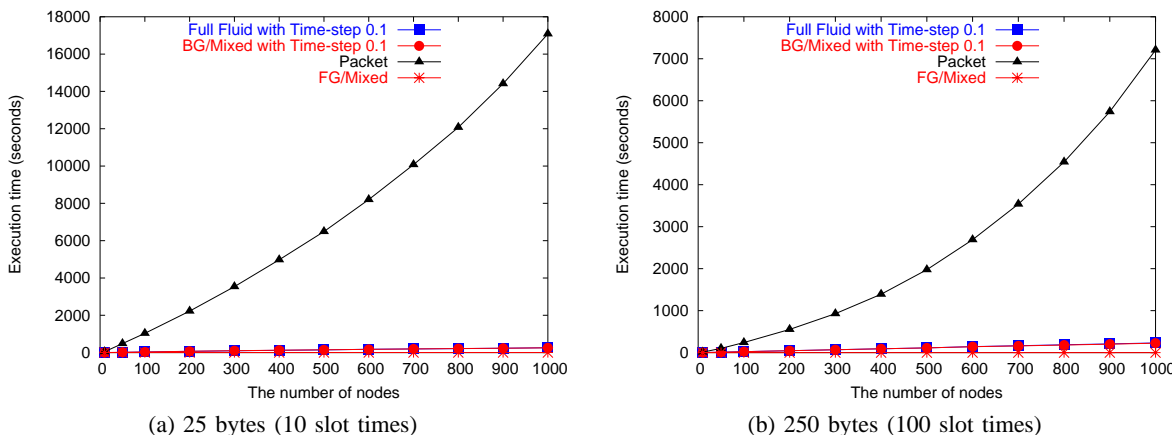 18000
16000
14000
12000
10000
8000
6000
4000
2000
0
Execution time (seconds)
Full Fluid with Time-step 0.1
BG/Mixed with Time-step 0.1
Packet
FG/Mixed
0 100 200 300 400 500 600 700 800 900 1000
The number of nodes
(a) 25 bytes (10 slot times)
8000
7000
6000
5000
4000
3000
2000
1000
0
Execution time (seconds)
Full Fluid with Time-step 0.1
BG/Mixed with Time-step 0.1
Packet
FG/Mixed
0 100 200 300 400 500 600 700 800 900 1000
The number of nodes
(b) 250 bytes (100 slot times)